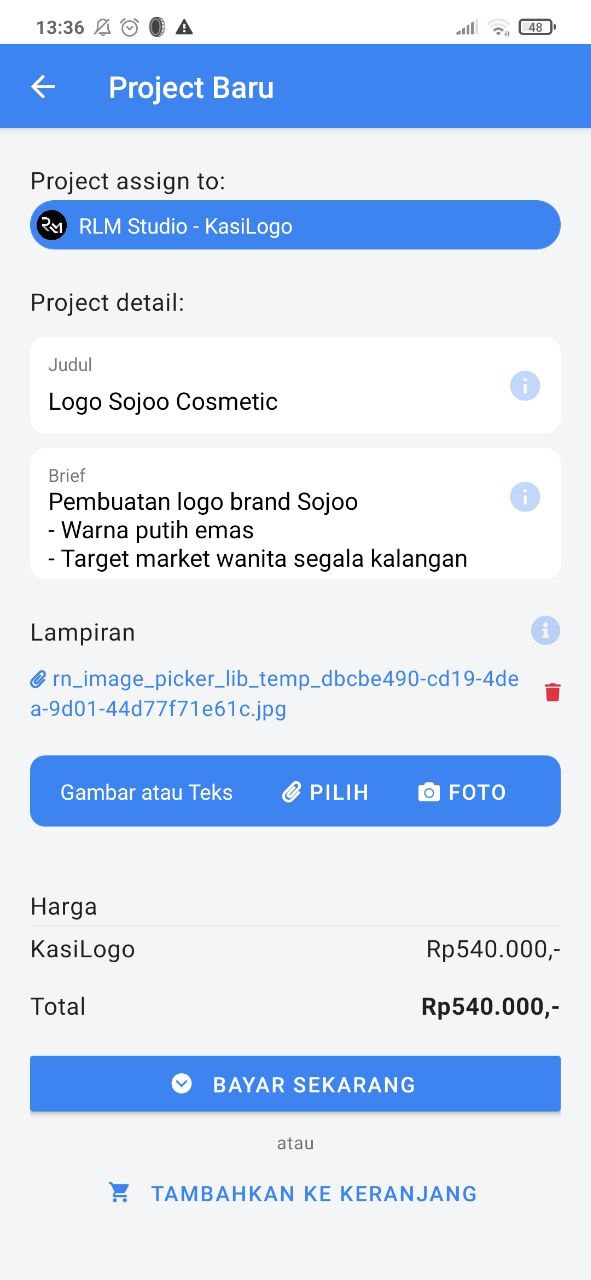 13:36
48
Project Baru
Project assign to:
RLM Studio - KasiLogo
Project detail:
Judul
Logo Sojoo Cosmetic
Brief
Pembuatan logo brand Sojoo
- Warna putih emas
- Target market wanita segala kalangan
Lampiran
rn_image_picker_lib_temp_dbcbe490-cd19-4de
a-9d01-44d77f71e61c.jpg
Gambar atau Teks PILIH FOTO
Harga
KasiLogo Rp540.000,-
Total Rp540.000,-
BAYAR SEKARANG
atau
TAMBAHKAN KE KERANJANG